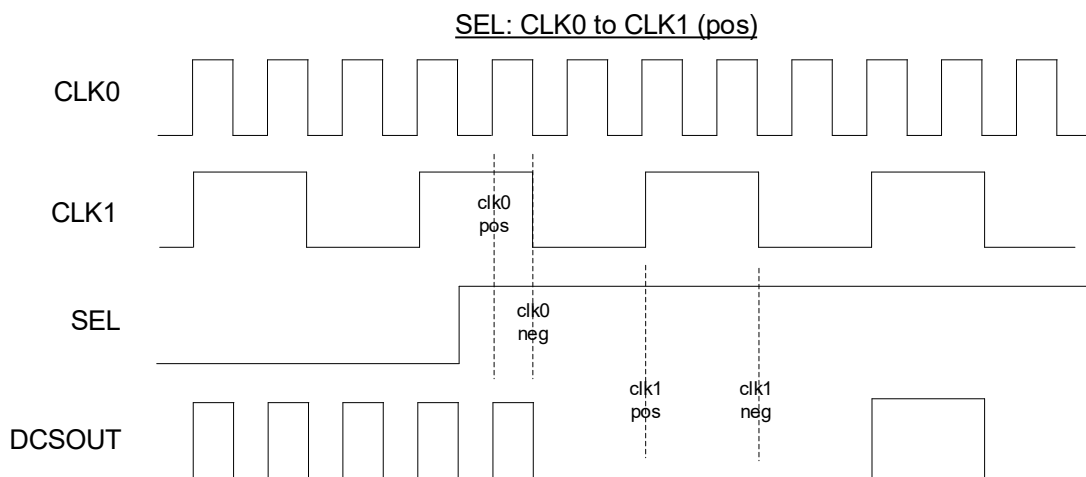 SEL: CLK0 to CLK1 (pos)
CLK0
CLK1
clk0
pos
SEL
clk0
neg
clk1
pos
clk1
neg
DCSOUT